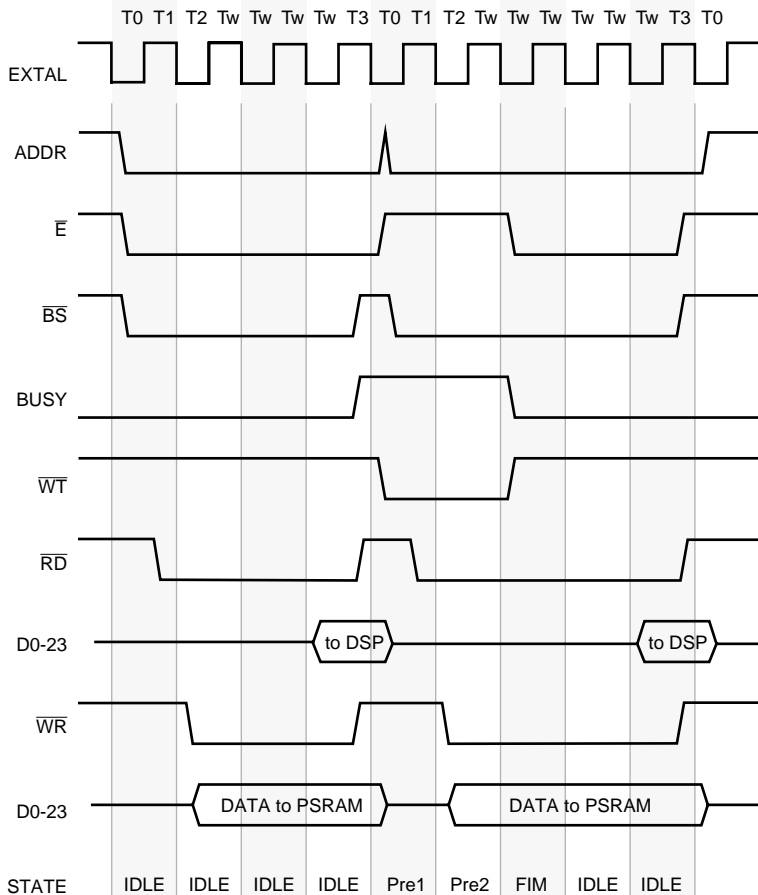 T0 T1 T2 Tw Tw Tw Tw T3 T0 T1 T2 Tw Tw Tw Tw Tw Tw T3 T0
EXTAL
ADDR
E
BS
BUSY
WT
RD
D0-23 to DSP to DSP
WR
D0-23 DATA to PSRAM DATA to PSRAM
STATE IDLE IDLE IDLE IDLE Pre1 Pre2 FIM IDLE IDLE